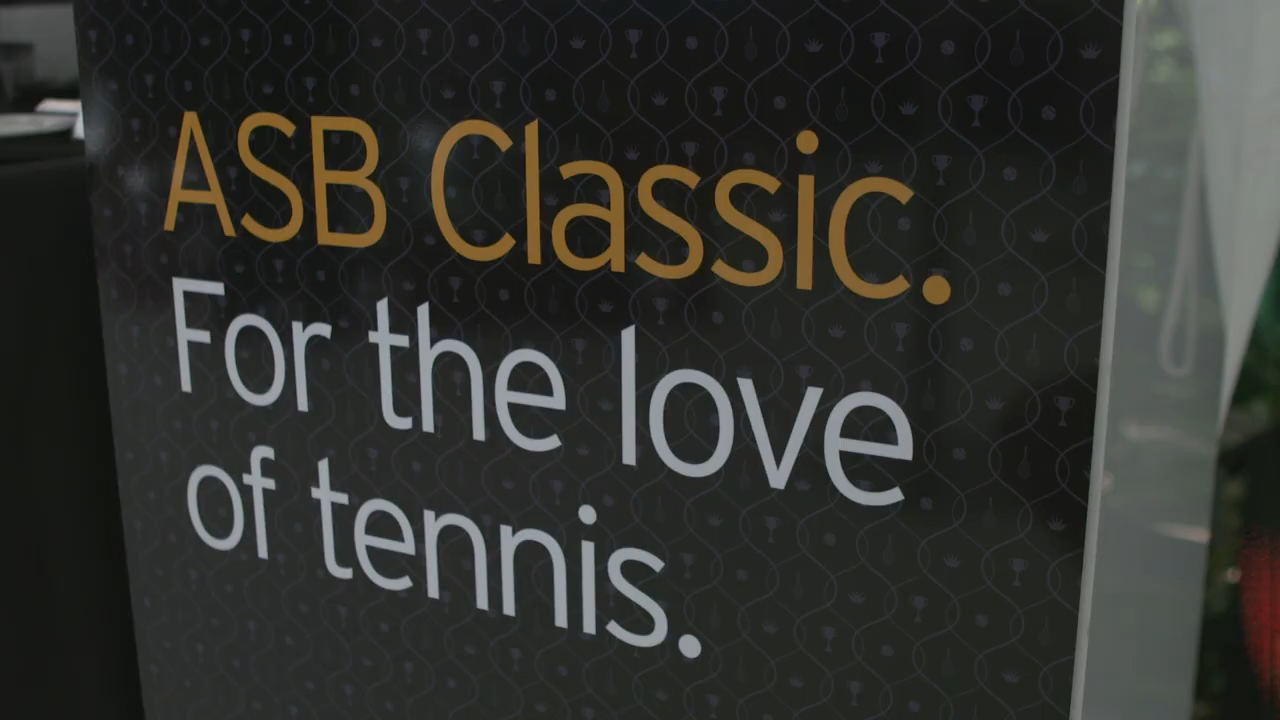 ASB Classic.
For the love
of tennis.